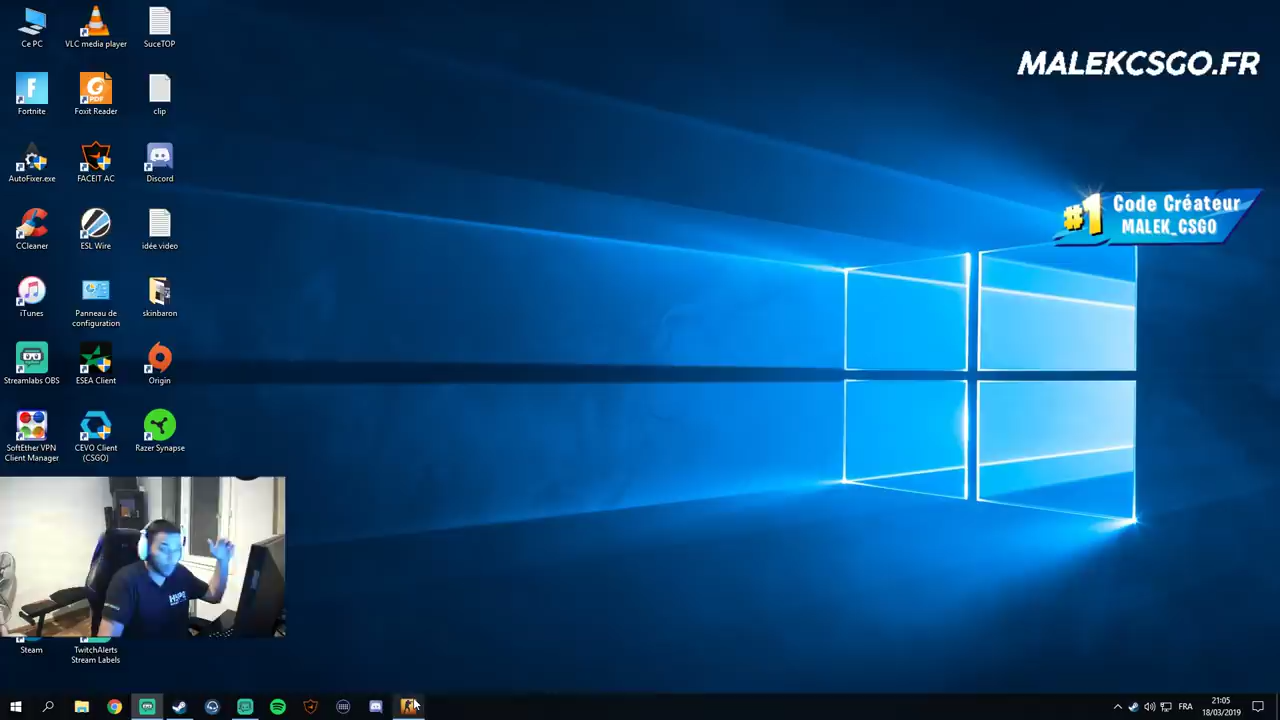 Ce PC
VLC media player
SuceTOP
MALEKCSGO.FR
Fortnite
Foxit Reader
clip
AutoFixer.exe
FACEIT AC
Discord
#1
Code Créateur
MALEK_CSGO
CCleaner
ESL Wire
idée video
iTunes
Panneau de
configuration
skinbaron
Streamlabs OBS
ESEA Client
Origin
SoftEther VPN
Client Manager
CEVO Client
(CSGO)
Razer Synapse
Steam
TwitchAlerts
Stream Labels
FRA
21:05
18/03/2019